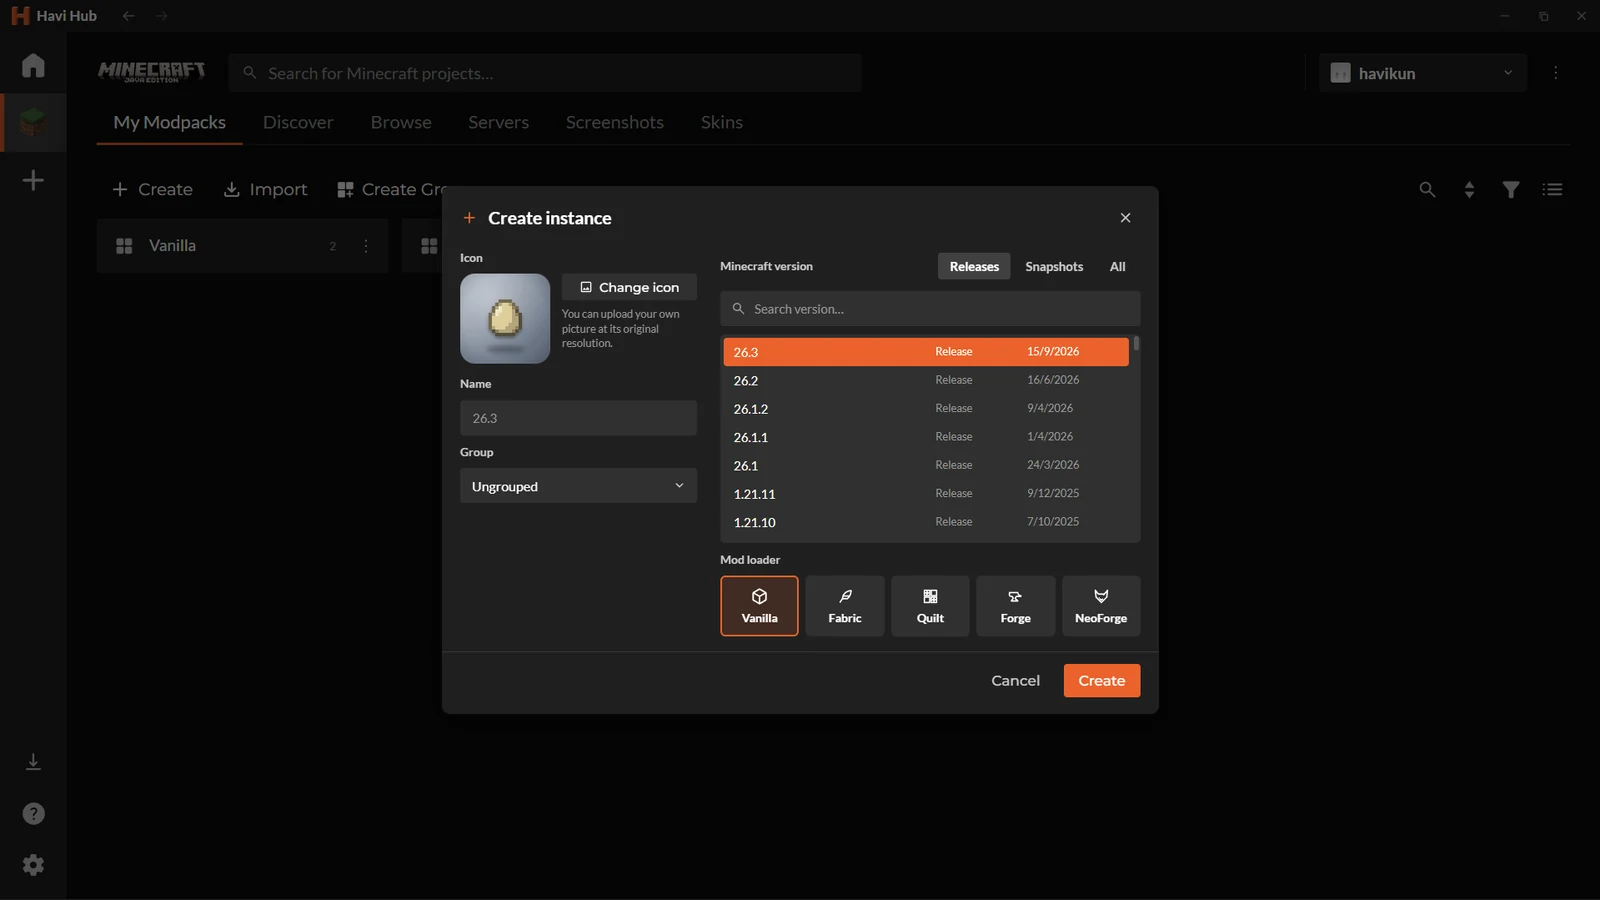 Havi Hub
MINECRAFT
JAVA EDITION
Search for Minecraft projects...
havikun
My Modpacks
Discover
Browse
Servers
Screenshots
Skins
Create
Import
Create Gr
Vanilla
2
Create instance
Icon
Change icon
You can upload your own
picture at its original
resolution.
Name
26.3
Group
Ungrouped
Minecraft version
Releases
Snapshots
All
Search version...
26.3 Release 15/9/2026
26.2 Release 16/6/2026
26.1.2 Release 9/4/2026
26.1.1 Release 1/4/2026
26.1 Release 24/3/2026
1.21.11 Release 9/12/2025
1.21.10 Release 7/10/2025
Mod loader
Vanilla
Fabric
Quilt
Forge
NeoForge
Cancel
Create